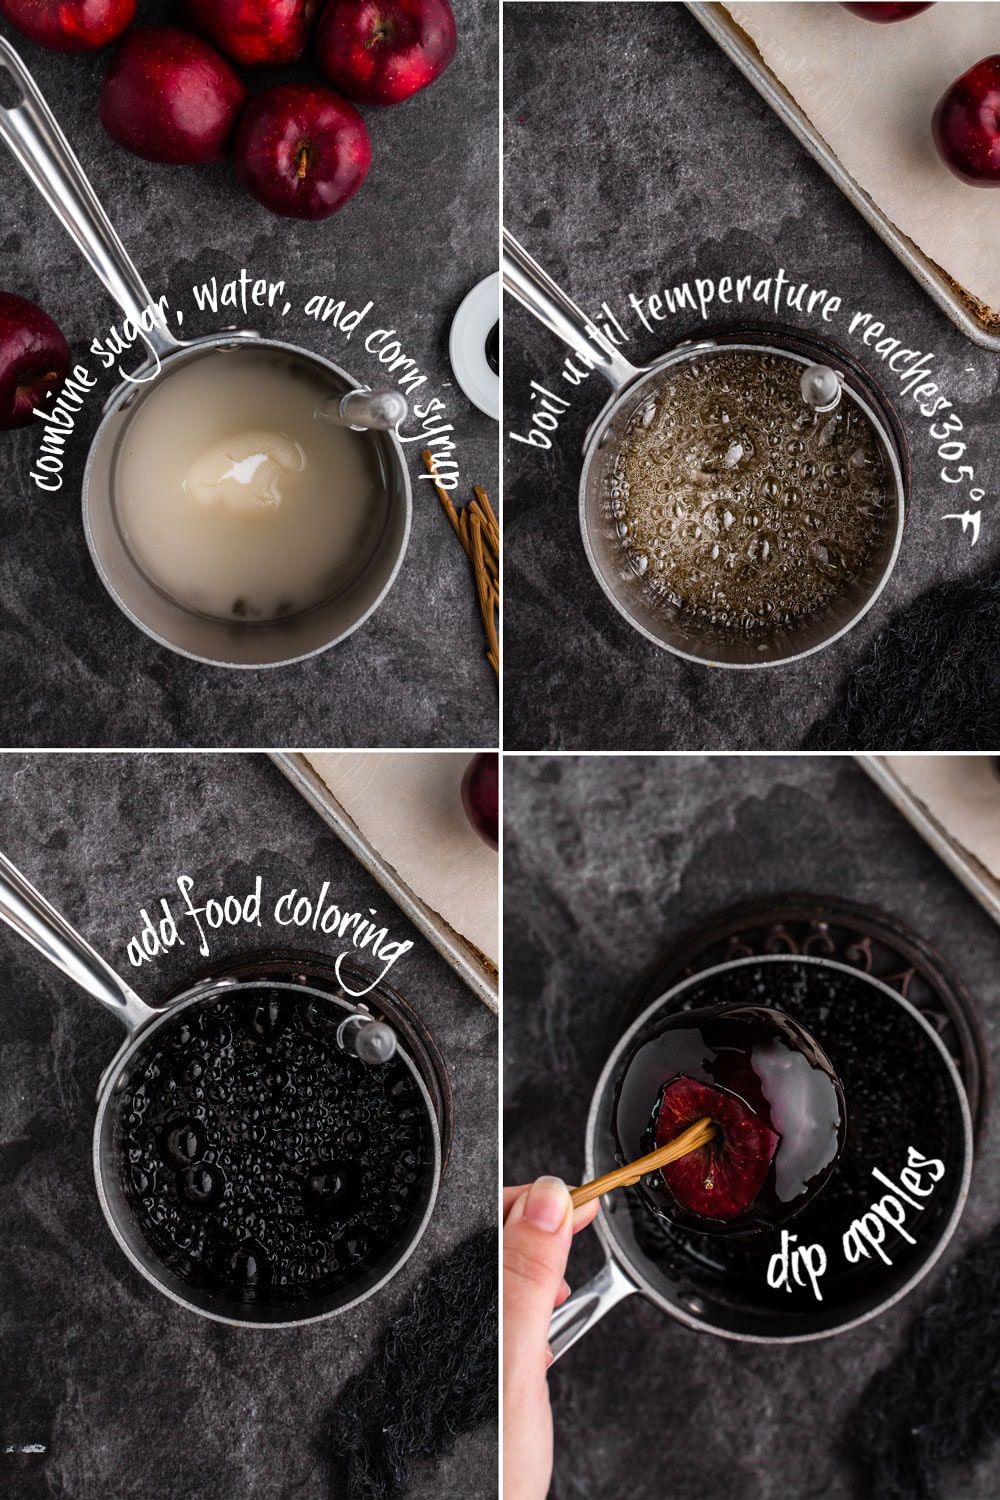 combine sugar, water, and corn syrup
boil until temperature reaches 305°F
add food coloring
dip apples